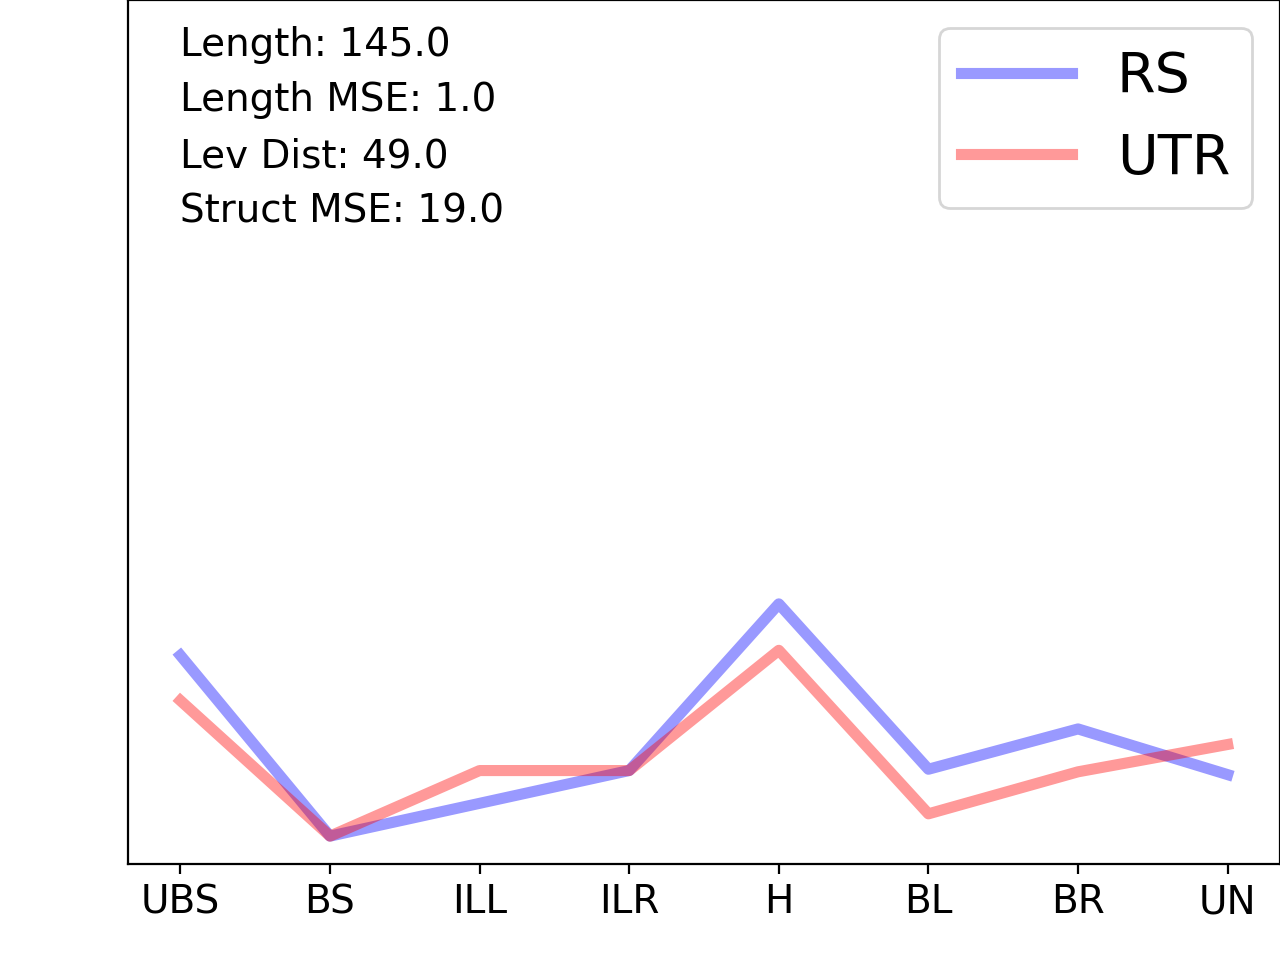 Length: 145.0
Length MSE: 1.0
Lev Dist: 49.0
Struct MSE: 19.0
RS
UTR
UBS BS ILL ILR H BL BR UN